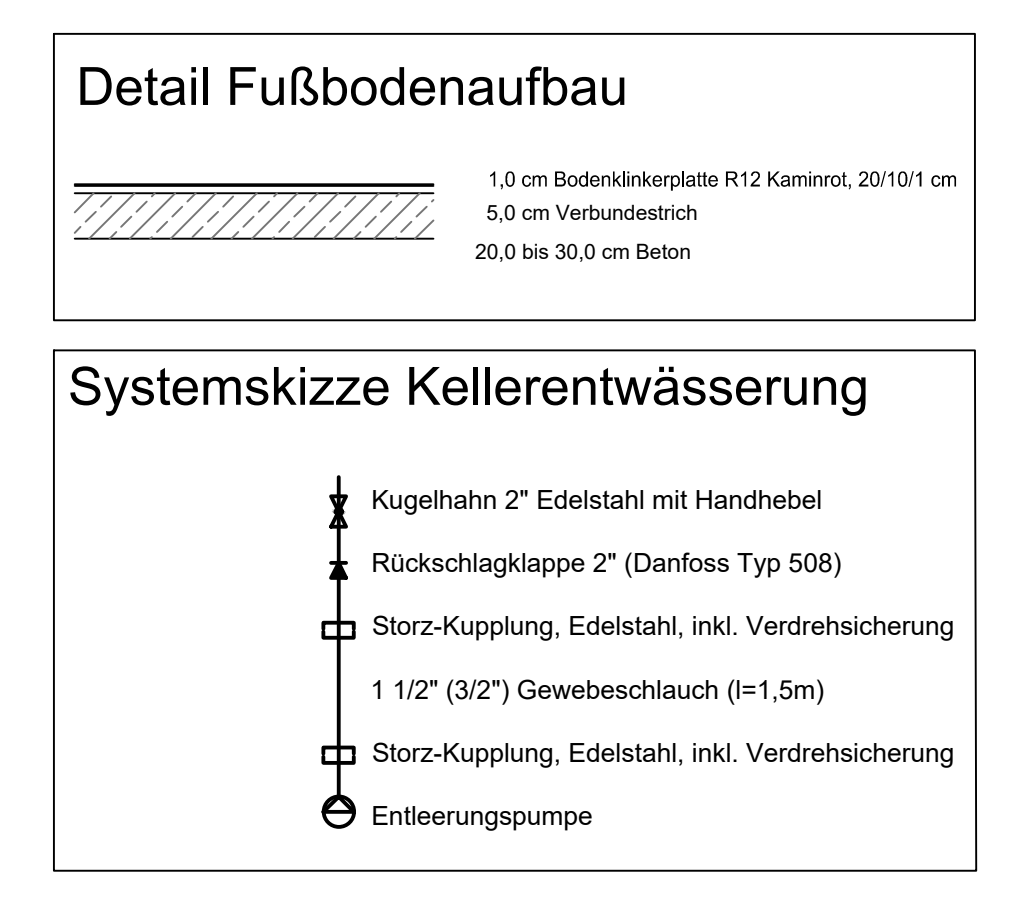 Detail Fußbodenaufbau
1,0 cm Bodenklinkerplatte R12 Kaminrot, 20/10/1 cm
5,0 cm Verbundestrich
20,0 bis 30,0 cm Beton
Systemskizze Kellerentwässerung
Kugelhahn 2" Edelstahl mit Handhebel
Rückschlagklappe 2" (Danfoss Typ 508)
Storz-Kupplung, Edelstahl, inkl. Verdrehsicherung
1 1/2" (3/2") Gewebeschlauch (l=1,5m)
Storz-Kupplung, Edelstahl, inkl. Verdrehsicherung
Entleerungspumpe